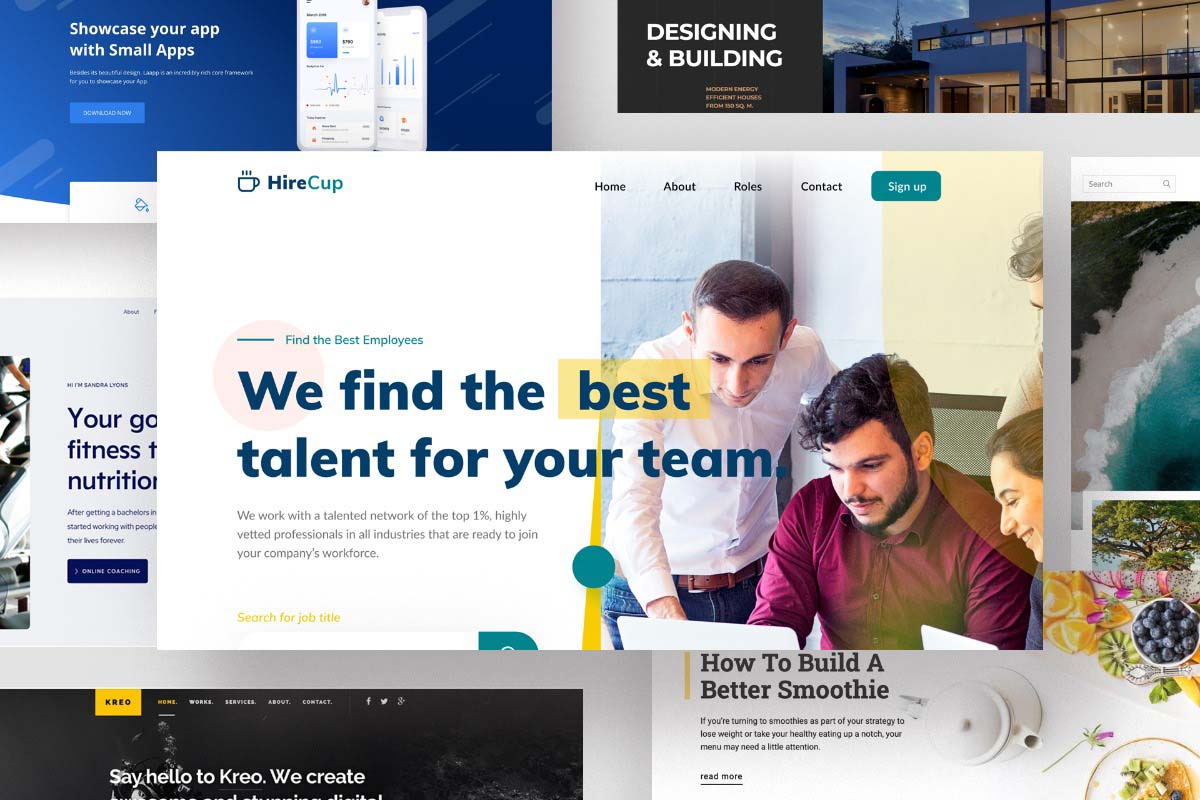 Showcase your app
with Small Apps
Besides its beautiful design. Laapp is an incredibly rich core framework
for you to showcase your App.
DOWNLOAD NOW
March 2019
DESIGNING
& BUILDING
MODERN ENERGY
EFFICIENT HOUSES
FROM 150 SQ. M.
HireCup
Home
About
Roles
Contact
Sign up
Search
Find the Best Employees
We find the best
talent for your team.
We work with a talented network of the top 1%, highly
vetted professionals in all industries that are ready to join
your company's workforce.
Search for job title
About
HI I'M SANDRA LYONS
Your go
fitness t
nutrition
After getting a bachelors in
started working with people
their lives forever.
ONLINE COACHING
KREO
HOME.
WORKS.
SERVICES.
ABOUT.
CONTACT.
Say hello to Kreo. We create
awesome and stunning digital
How To Build A
Better Smoothie
If you're turning to smoothies as part of your strategy to
lose weight or take your healthy eating up a notch, your
menu may need a little attention.
read more